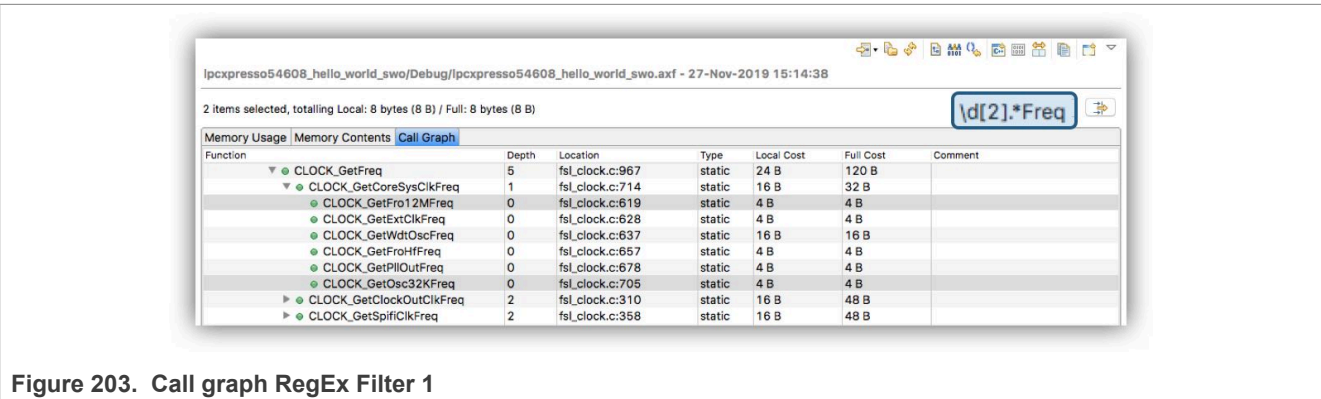 lpcxpresso54608_hello_world_swo/Debug/lpcxpresso54608_hello_world_swo.axf - 27-Nov-2019 15:14:38
2 items selected, totalling Local: 8 bytes (8 B) / Full: 8 bytes (8 B)
\d[2].*Freq
Memory Usage Memory Contents Call Graph
Function Depth Location Type Local Cost Full Cost Comment
CLOCK_GetFreq 5 fsl_clock.c:967 static 24 B 120 B
CLOCK_GetCoreSysClkFreq 1 fsl_clock.c:714 static 16 B 32 B
CLOCK_GetFro12MFreq 0 fsl_clock.c:619 static 4 B 4 B
CLOCK_GetExtClkFreq 0 fsl_clock.c:628 static 4 B 4 B
CLOCK_GetWdtOscFreq 0 fsl_clock.c:637 static 16 B 16 B
CLOCK_GetFroHfFreq 0 fsl_clock.c:657 static 4 B 4 B
CLOCK_GetPllOutFreq 0 fsl_clock.c:678 static 4 B 4 B
CLOCK_GetOsc32KFreq 0 fsl_clock.c:705 static 4 B 4 B
CLOCK_GetClockOutClkFreq 2 fsl_clock.c:310 static 16 B 48 B
CLOCK_GetSpifiClkFreq 2 fsl_clock.c:358 static 16 B 48 B
Figure 203. Call graph RegEx Filter 1